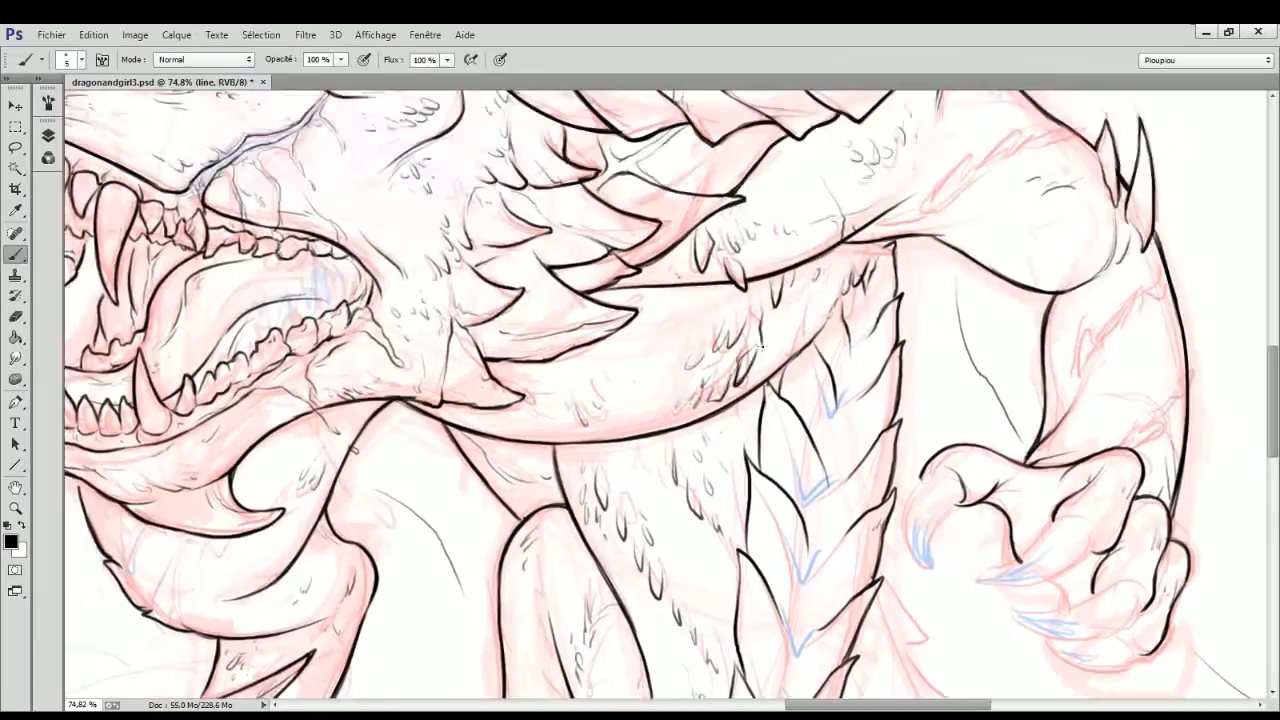 Ps Fichier Edition Image Calque Texte Sélection Filtre 3D Affichage Fenêtre Aide
5 Mode : Normal Opacité : 100 % Flux : 100 % Pioupiou
dragonandgirl3.psd @ 74,8% (line, RVB/8) * ×
74,82 % Doc : 55,0 Mo/228,6 Mo